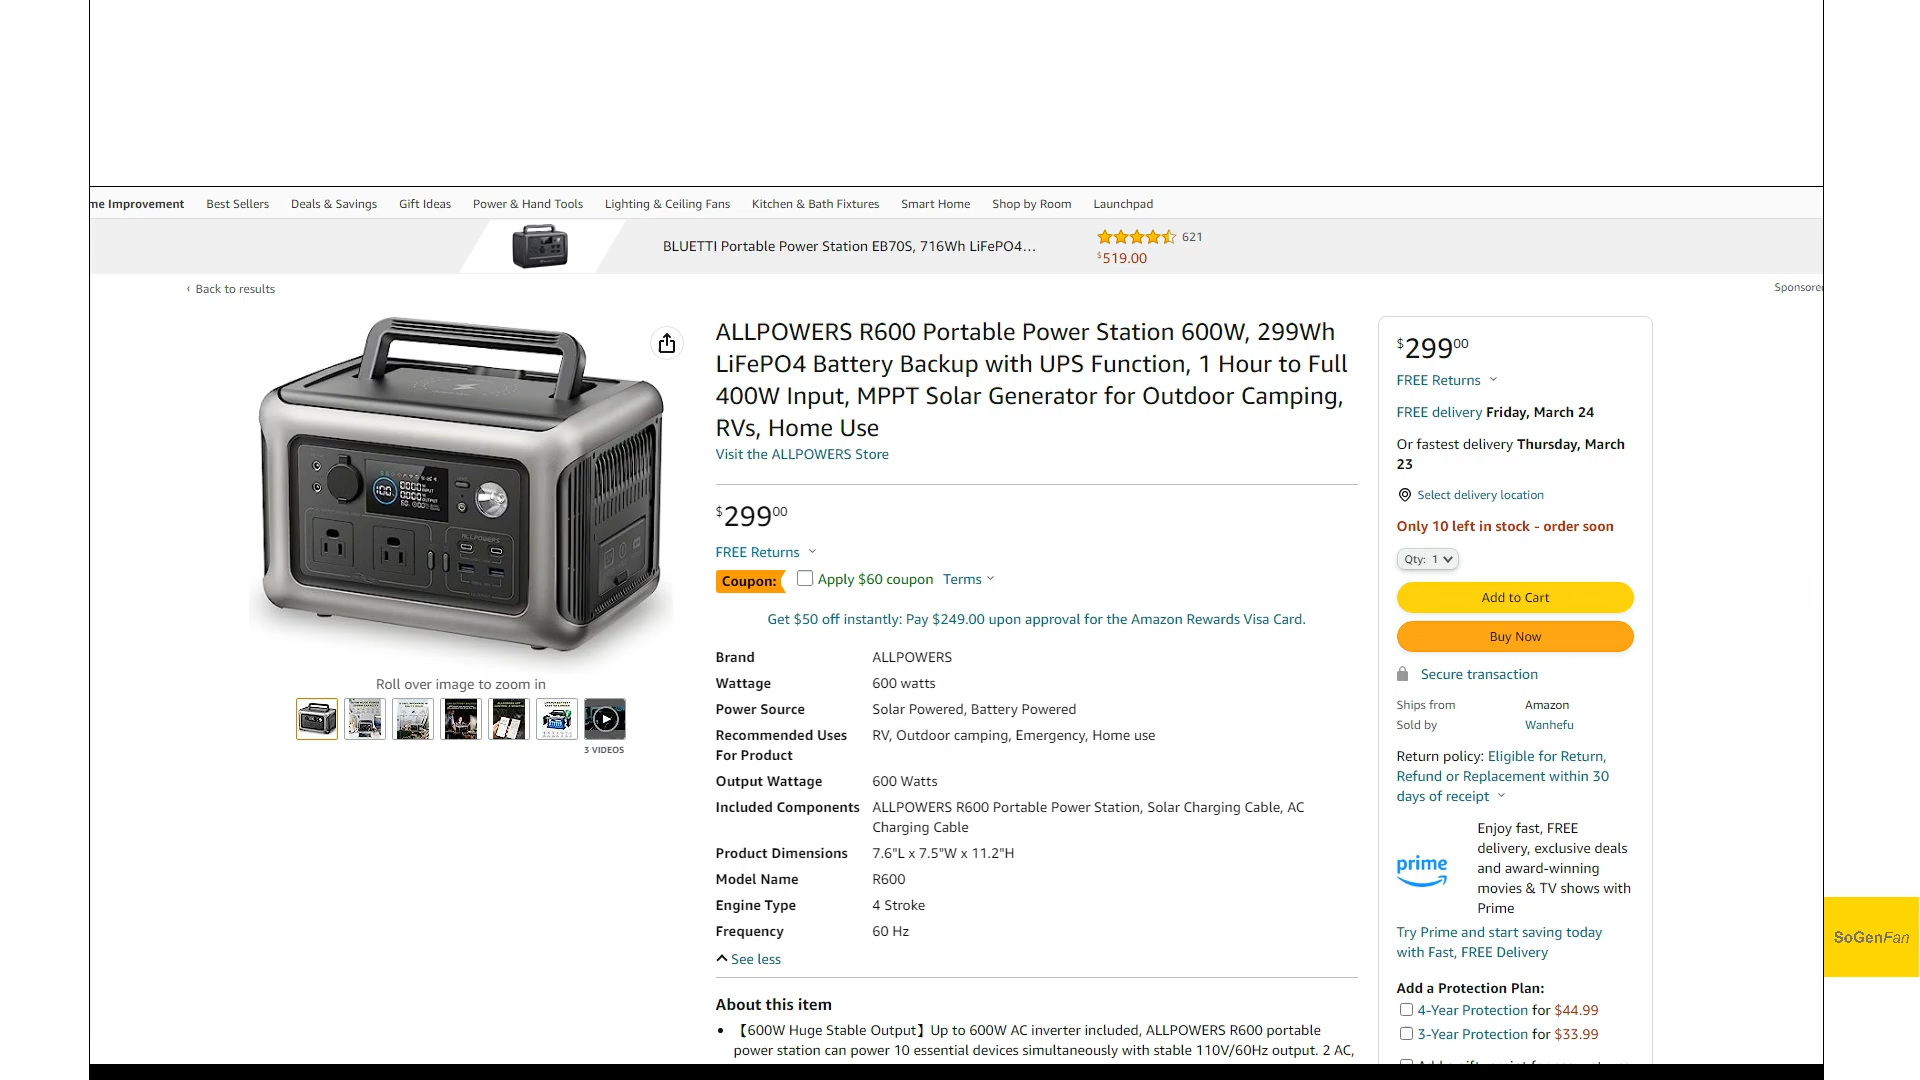 me Improvement Best Sellers Deals & Savings Gift Ideas Power & Hand Tools Lighting & Ceiling Fans Kitchen & Bath Fixtures Smart Home Shop by Room Launchpad
BLUETTI Portable Power Station EB70S, 716Wh LiFePO4...
621
$519.00
‹ Back to results
Sponsored
ALLPOWERS R600 Portable Power Station 600W, 299Wh
LiFePO4 Battery Backup with UPS Function, 1 Hour to Full
400W Input, MPPT Solar Generator for Outdoor Camping,
RVs, Home Use
Visit the ALLPOWERS Store
$29900
FREE Returns
Coupon: Apply $60 coupon Terms
Get $50 off instantly: Pay $249.00 upon approval for the Amazon Rewards Visa Card.
Brand ALLPOWERS
Wattage 600 watts
Power Source Solar Powered, Battery Powered
Recommended Uses RV, Outdoor camping, Emergency, Home use
For Product
Output Wattage 600 Watts
Included Components ALLPOWERS R600 Portable Power Station, Solar Charging Cable, AC
Charging Cable
Product Dimensions 7.6"L x 7.5"W x 11.2"H
Model Name R600
Engine Type 4 Stroke
Frequency 60 Hz
See less
About this item
• 【600W Huge Stable Output】Up to 600W AC inverter included, ALLPOWERS R600 portable
power station can power 10 essential devices simultaneously with stable 110V/60Hz output. 2 AC,
ALLPOWERS
Roll over image to zoom in
3 VIDEOS
$29900
FREE Returns
FREE delivery Friday, March 24
Or fastest delivery Thursday, March
23
Select delivery location
Only 10 left in stock - order soon
Qty: 1
Add to Cart
Buy Now
Secure transaction
Ships from Amazon
Sold by Wanhefu
Return policy: Eligible for Return,
Refund or Replacement within 30
days of receipt
prime
Enjoy fast, FREE
delivery, exclusive deals
and award-winning
movies & TV shows with
Prime
Try Prime and start saving today
with Fast, FREE Delivery
Add a Protection Plan:
4-Year Protection for $44.99
3-Year Protection for $33.99
SoGenFan